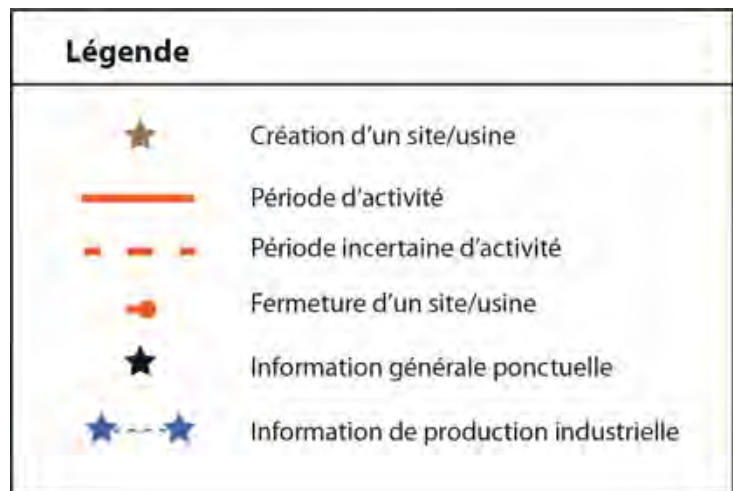 Légende
Création d'un site/usine
Période d'activité
Période incertaine d'activité
Fermeture d'un site/usine
Information générale ponctuelle
Information de production industrielle